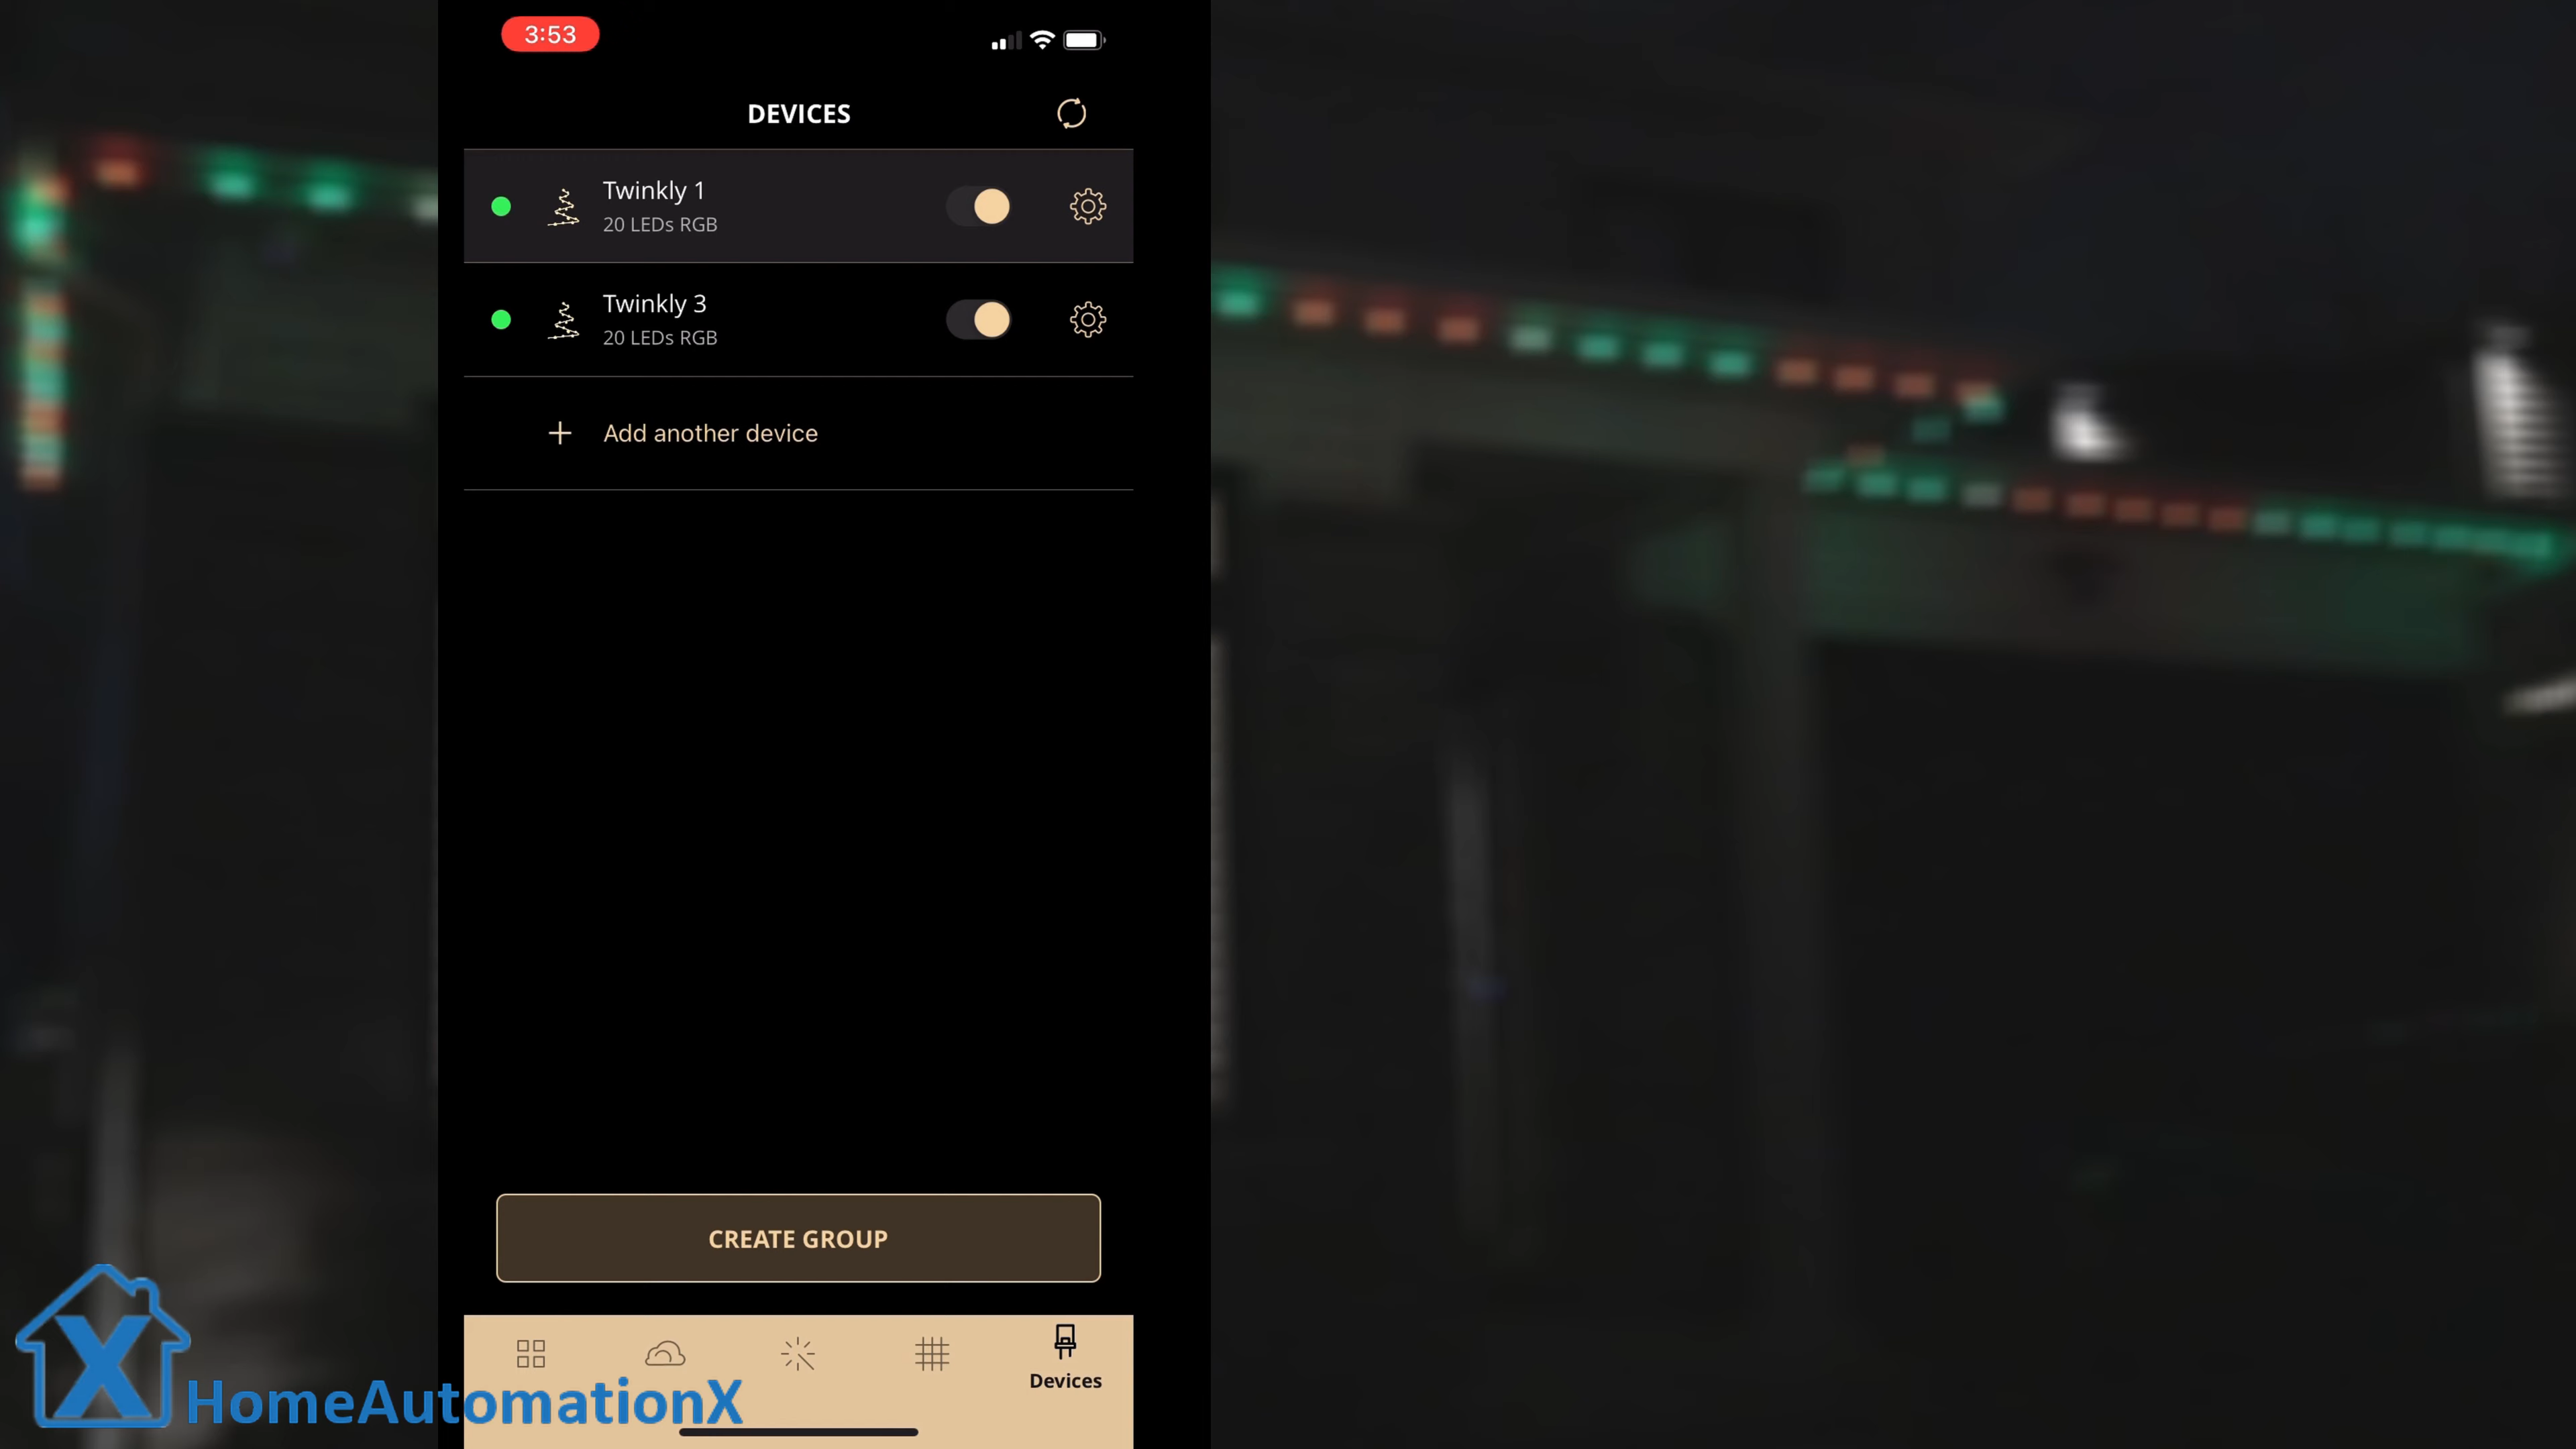 3:53
DEVICES
Twinkly 1
20 LEDs RGB
Twinkly 3
20 LEDs RGB
Add another device
CREATE GROUP
Devices
X
HomeAutomationX